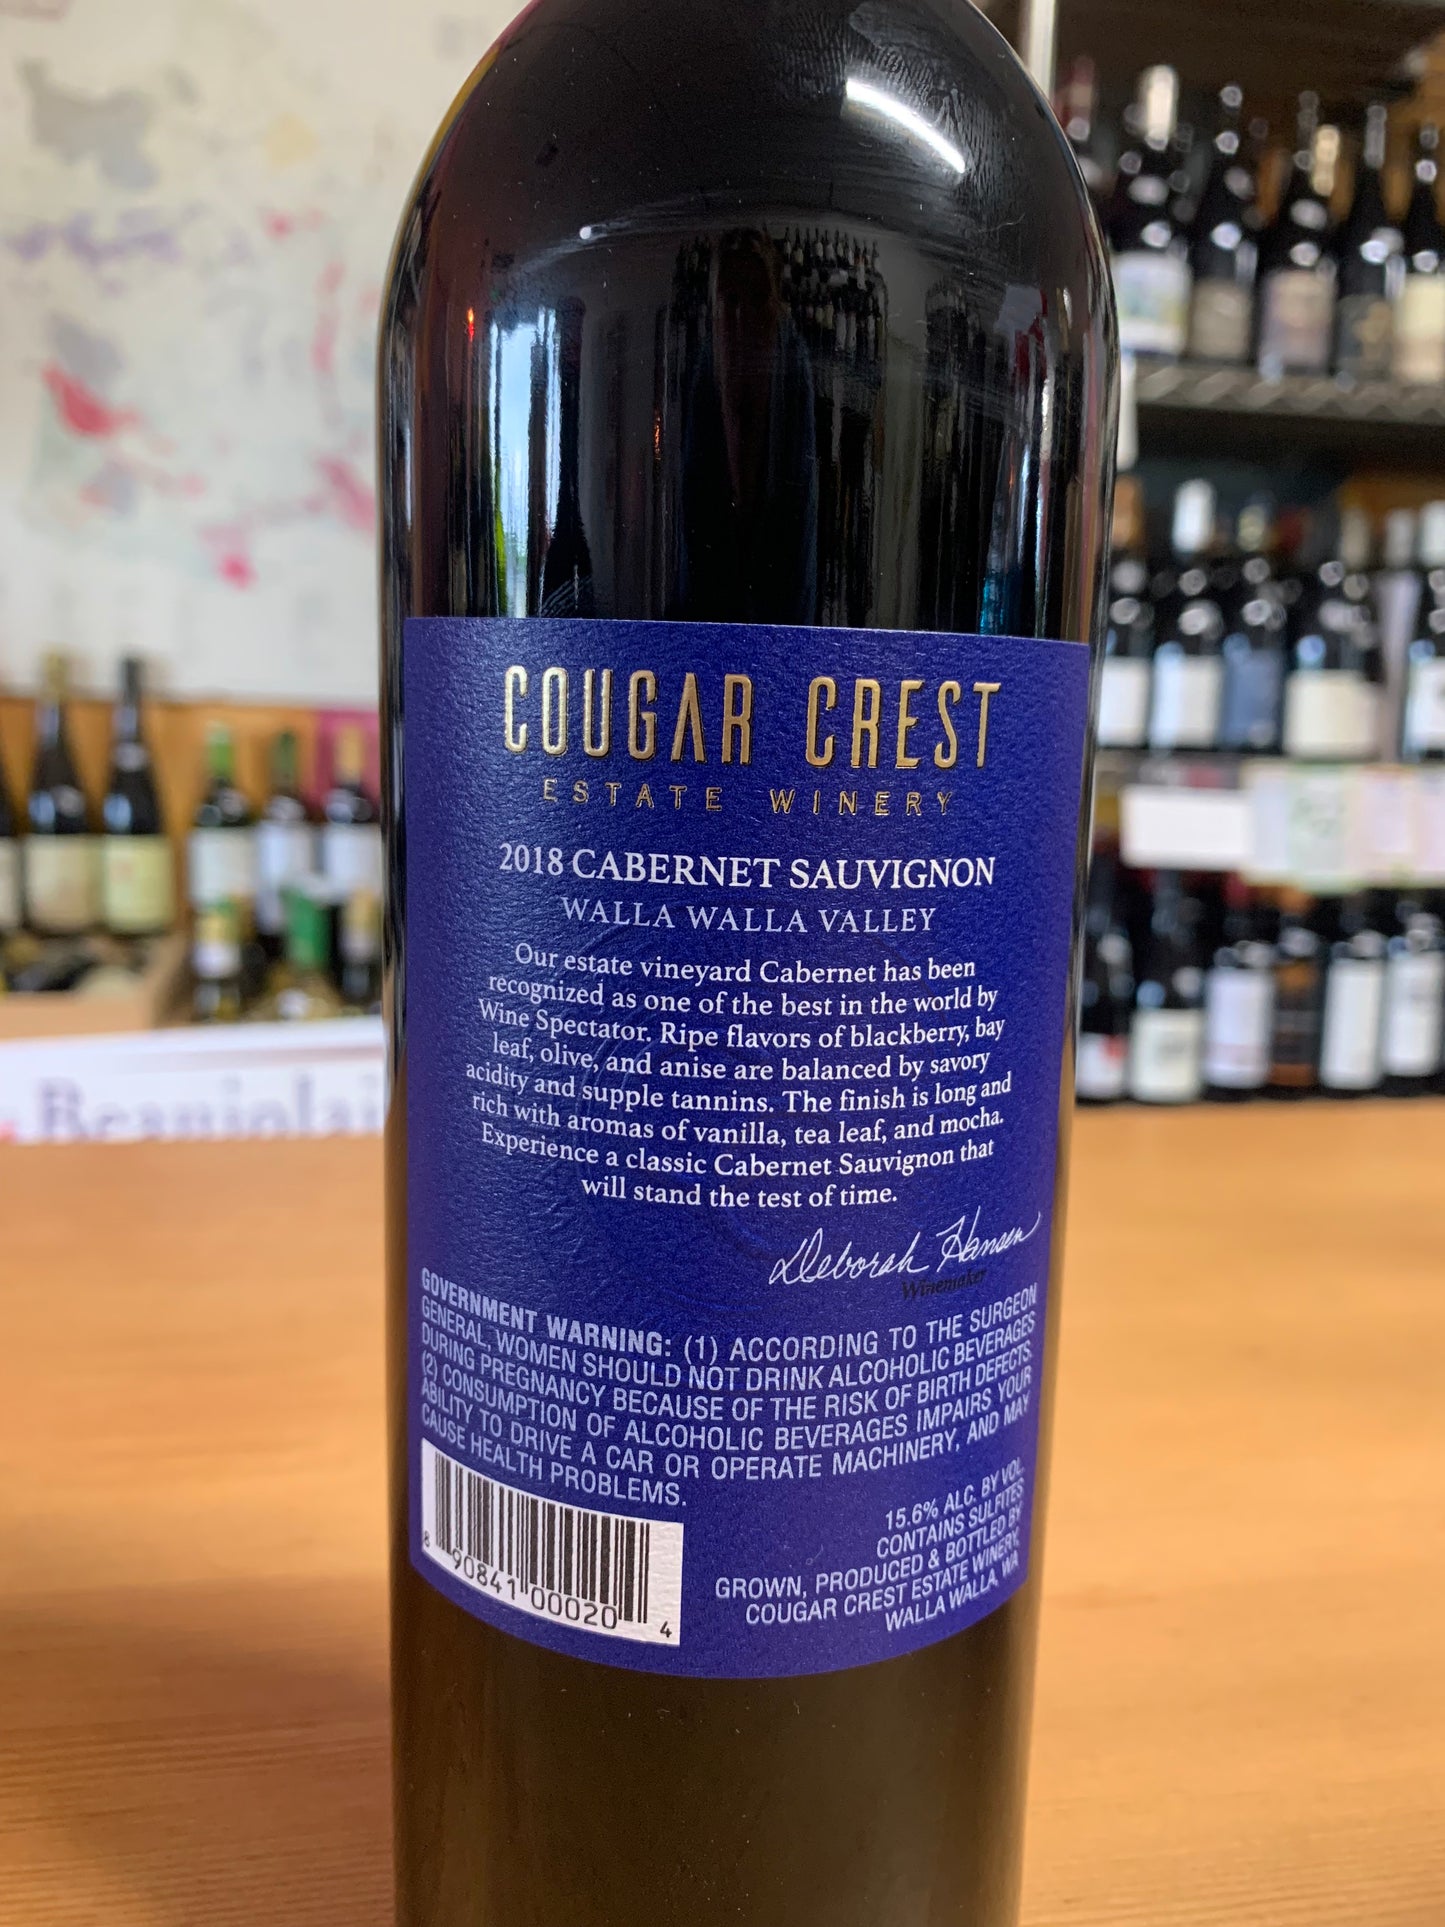 COUGAR CREST
ESTATE WINERY
2018 CABERNET SAUVIGNON
WALLA WALLA VALLEY
Our estate vineyard Cabernet has been
recognized as one of the best in the world by
Wine Spectator. Ripe flavors of blackberry, bay
leaf, olive, and anise are balanced by savory
acidity and supple tannins. The finish is long and
rich with aromas of vanilla, tea leaf, and mocha.
Experience a classic Cabernet Sauvignon that
will stand the test of time.
Deborah Hansen
Winemaker
GOVERNMENT WARNING: (1) ACCORDING TO THE SURGEON
GENERAL, WOMEN SHOULD NOT DRINK ALCOHOLIC BEVERAGES
DURING PREGNANCY BECAUSE OF THE RISK OF BIRTH DEFECTS.
(2) CONSUMPTION OF ALCOHOLIC BEVERAGES IMPAIRS YOUR
ABILITY TO DRIVE A CAR OR OPERATE MACHINERY, AND MAY
CAUSE HEALTH PROBLEMS.
8 90841 00020 4
15.6% ALC. BY VOL.
CONTAINS SULFITES
GROWN, PRODUCED & BOTTLED BY
COUGAR CREST ESTATE WINERY,
WALLA WALLA, WA